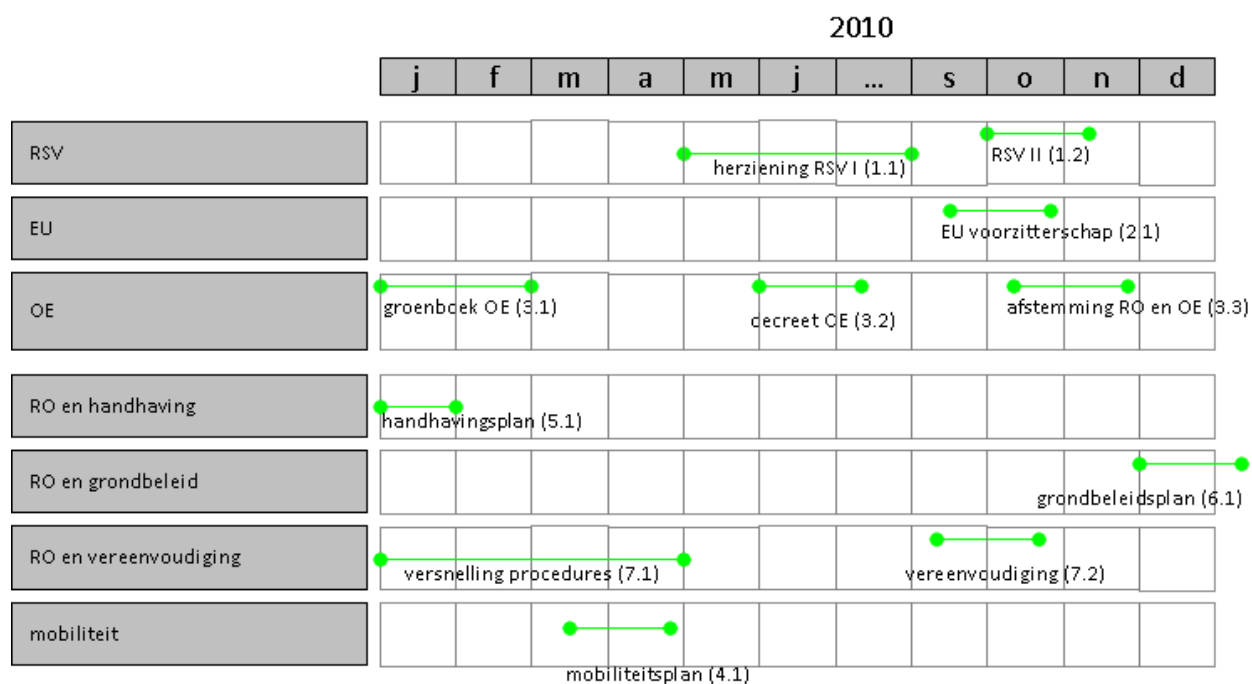 2010
j f m a m j ... s o n d
RSV
herziening RSV I (1.1)
RSV II (1.2)
EU
EU voorzitterschap (2.1)
OE
groenboek OE (3.1)
decreet OE (3.2)
afstemming RO en OE (3.3)
RO en handhaving
handhavingsplan (5.1)
RO en grondbeleid
grondbeleidsplan (6.1)
RO en vereenvoudiging
versnelling procedures (7.1)
vereenvoudiging (7.2)
mobiliteit
mobiliteitsplan (4.1)